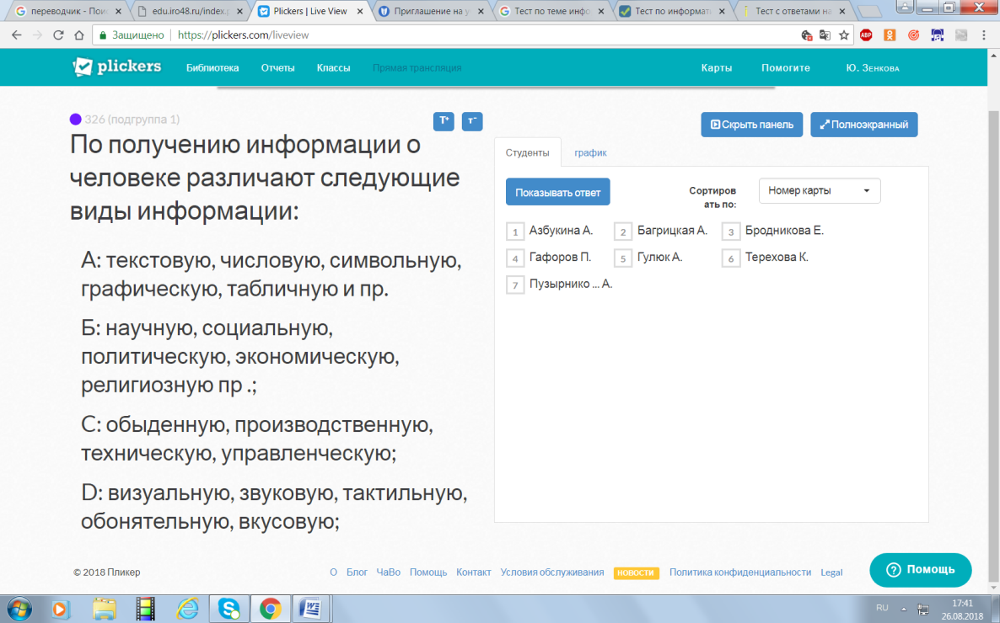 переводчик - Пои
edu.iro48.ru/index.
Plickers | Live View
Приглашение на у
Тест по теме инфо
Тест по информат
Тест с ответами на
Защищено | https://plickers.com/liveview
ABP
plickers
Библиотека Отчеты Классы Прямая трансляция Карты Помогите Ю. Зенкова
326 (подгруппа 1)
T+ T-
Скрыть панель Полноэкранный
По получению информации о
человеке различают следующие
виды информации:
A: текстовую, числовую, символьную,
графическую, табличную и пр.
Б: научную, социальную,
политическую, экономическую,
религиозную пр .;
C: обыденную, производственную,
техническую, управленческую;
D: визуальную, звуковую, тактильную,
обонятельную, вкусовую;
Студенты график
Показывать ответ
Сортиров
ать по:
Номер карты
1 Азбукина А. 2 Багрицкая А. 3 Бродникова Е.
4 Гафоров П. 5 Гулюк А. 6 Терехова К.
7 Пузырнико ... А.
© 2018 Пликер
О Блог ЧаВо Помощь Контакт Условия обслуживания НОВОСТИ Политика конфиденциальности Legal
Помощь
RU
17:41
26.08.2018